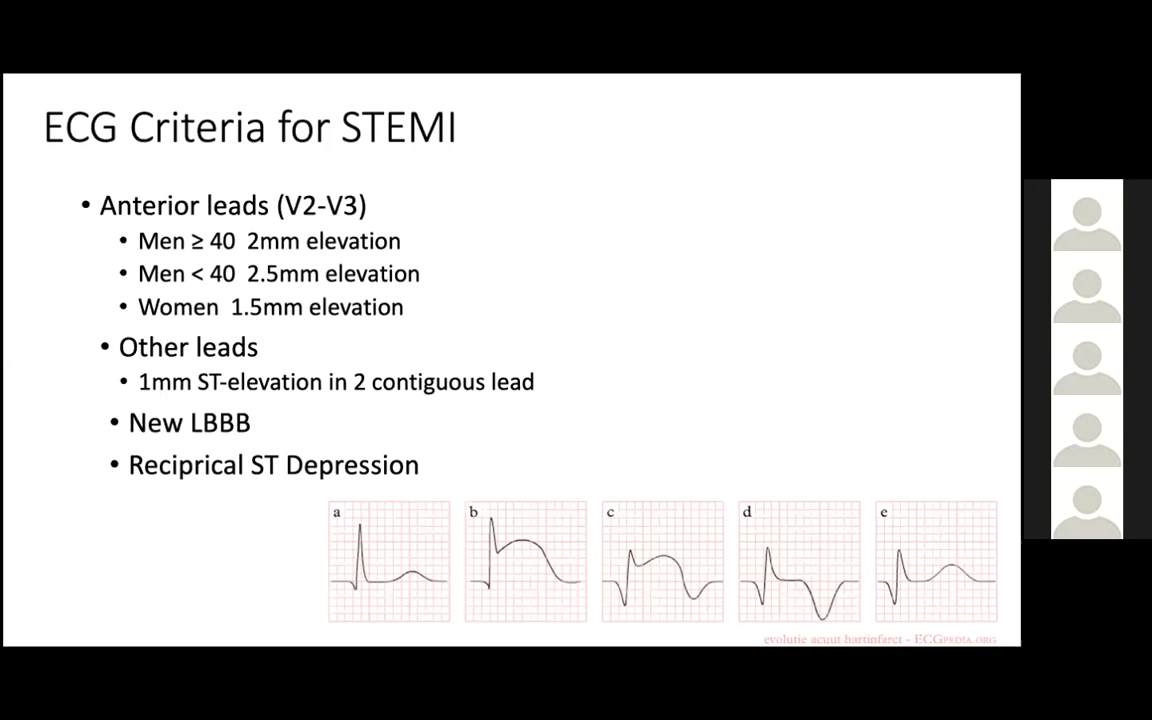 ECG Criteria for STEMI
• Anterior leads (V2-V3)
• Men ≥ 40 2mm elevation
• Men < 40 2.5mm elevation
• Women 1.5mm elevation
• Other leads
• 1mm ST-elevation in 2 contiguous lead
• New LBBB
• Reciprical ST Depression
a b c d e
evolutie acuut hartinfarct - ECGPEDIA.ORG